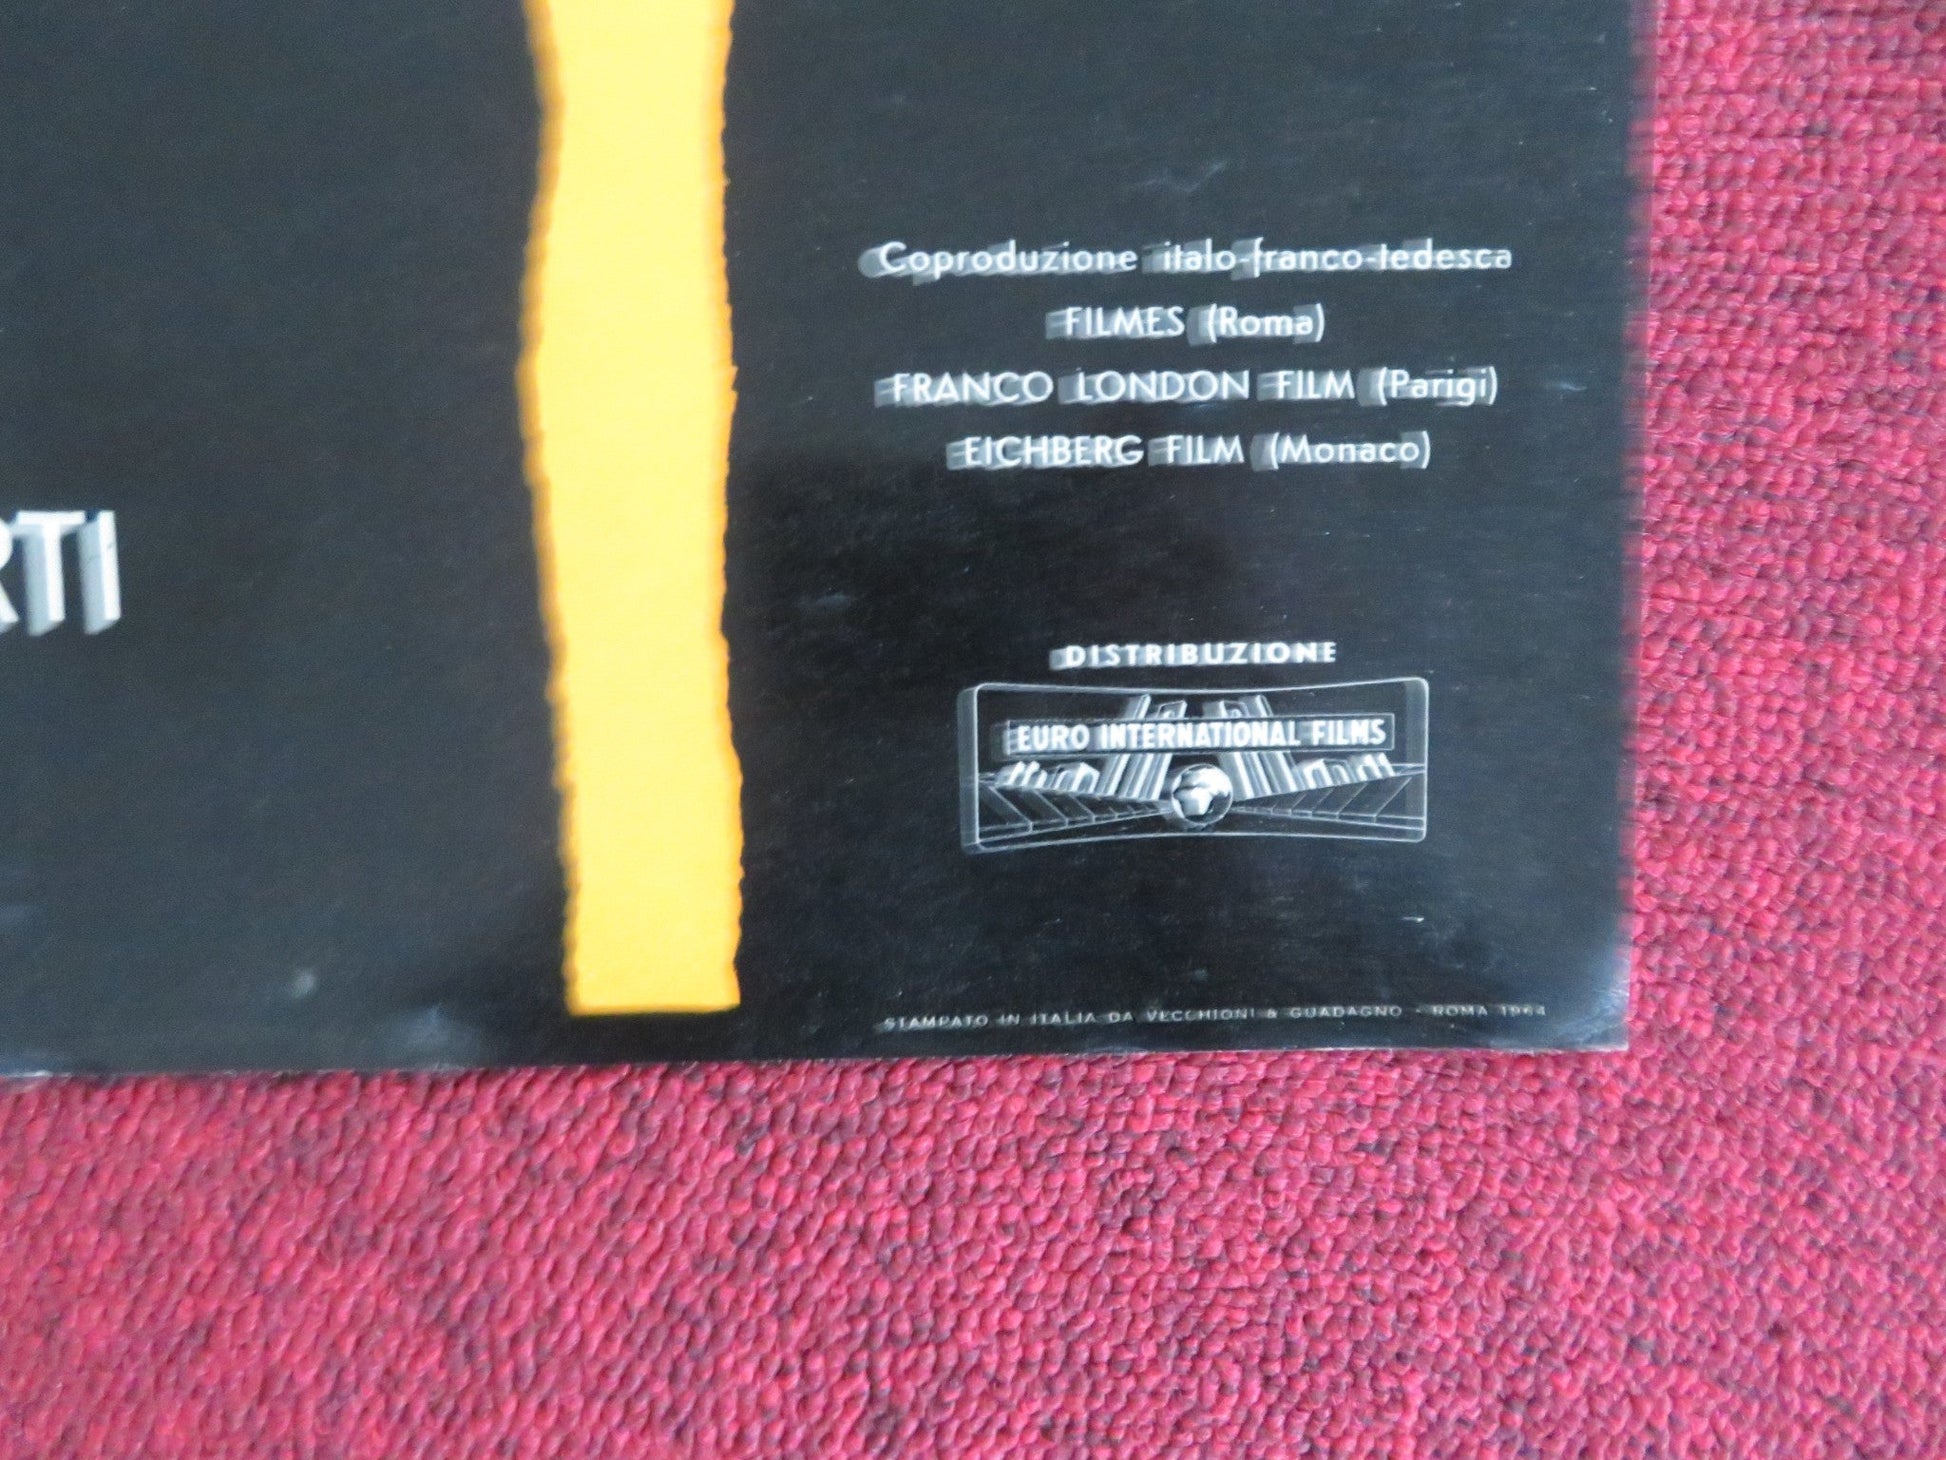 Coproduzione italo-franco-tedesca
FILMES (Roma)
FRANCO LONDON FILM (Parigi)
EICHBERG FILM (Monaco)
RTI
DISTRIBUZIONE
EURO INTERNATIONAL FILMS
STAMPATO IN ITALIA DA VECCHIONI & GUADAGNO - ROMA 1964